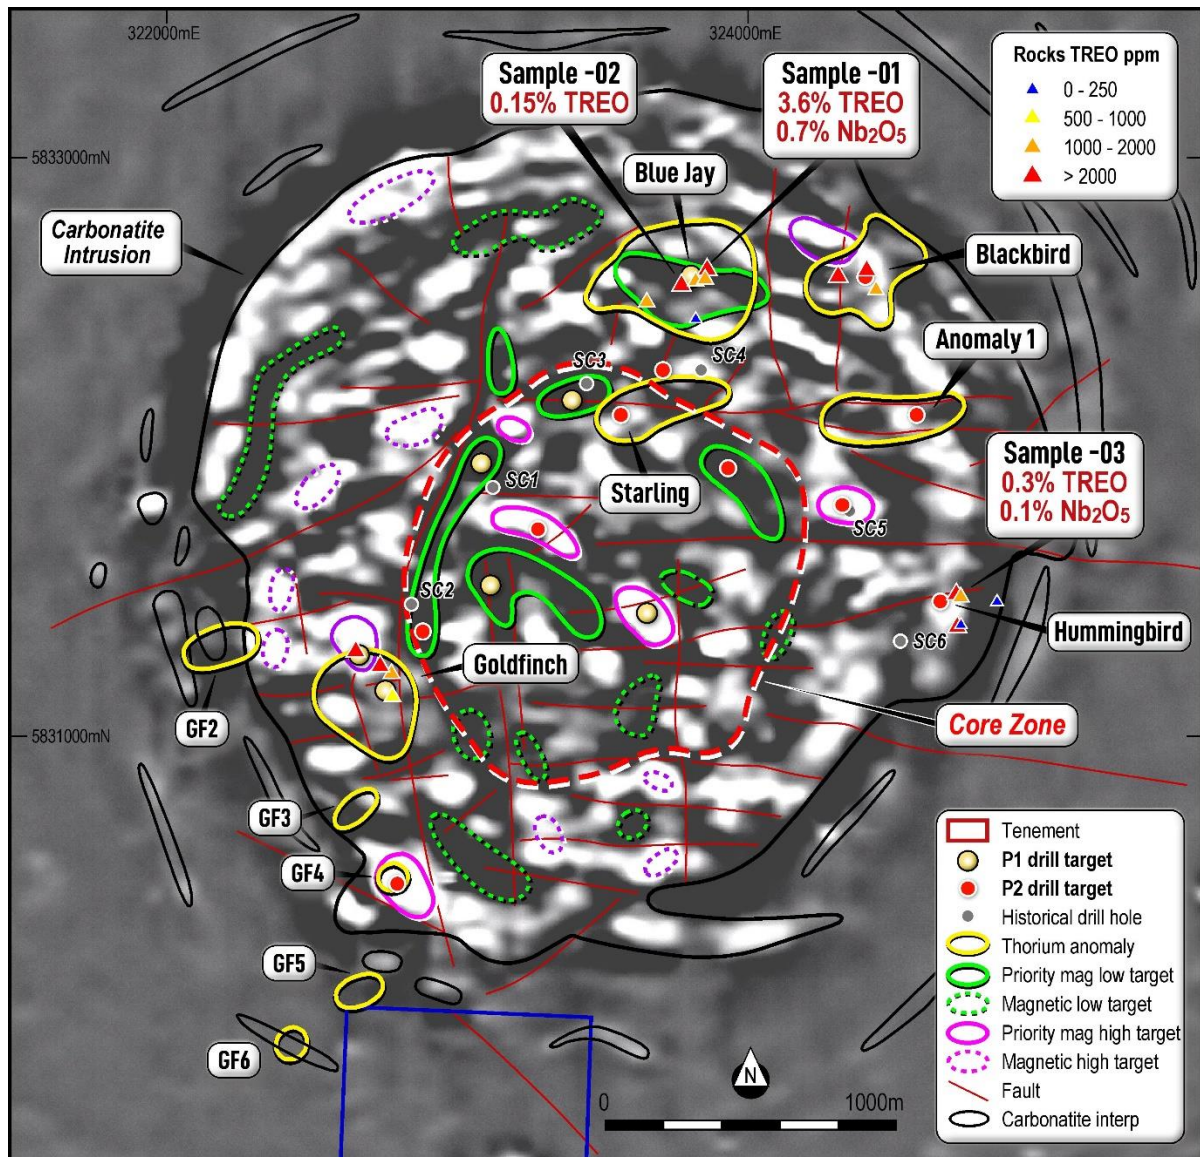 322000mE
324000mE
Sample -02
0.15% TREO
Sample -01
3.6% TREO
0.7% Nb₂O₅
Rocks TREO ppm
0 - 250
500 - 1000
1000 - 2000
> 2000
5833000mN
Blue Jay
Carbonatite
Intrusion
Blackbird
Anomaly 1
SC3
SC4
Sample -03
0.3% TREO
0.1% Nb₂O₅
SC1
Starling
SC5
SC2
Hummingbird
SC6
Goldfinch
GF2
Core Zone
5831000mN
GF3
GF4
GF5
GF6
N
0
1000m
Tenement
P1 drill target
P2 drill target
Historical drill hole
Thorium anomaly
Priority mag low target
Magnetic low target
Priority mag high target
Magnetic high target
Fault
Carbonatite interp